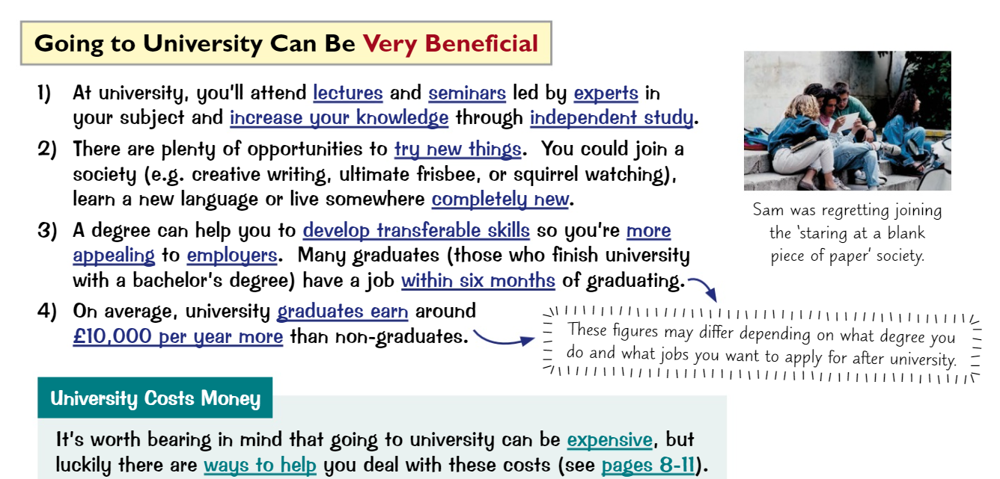 Going to University Can Be Very Beneficial
1) At university, you'll attend lectures and seminars led by experts in
your subject and increase your knowledge through independent study.
2) There are plenty of opportunities to try new things. You could join a
society (e.g. creative writing, ultimate frisbee, or squirrel watching),
learn a new language or live somewhere completely new.
3) A degree can help you to develop transferable skills so you're more
appealing to employers. Many graduates (those who finish university
with a bachelor's degree) have a job within six months of graduating.
4) On average, university graduates earn around
£10,000 per year more than non-graduates.
Sam was regretting joining
the 'staring at a blank
piece of paper' society.
These figures may differ depending on what degree you
do and what jobs you want to apply for after university.
University Costs Money
It's worth bearing in mind that going to university can be expensive, but
luckily there are ways to help you deal with these costs (see pages 8-11).